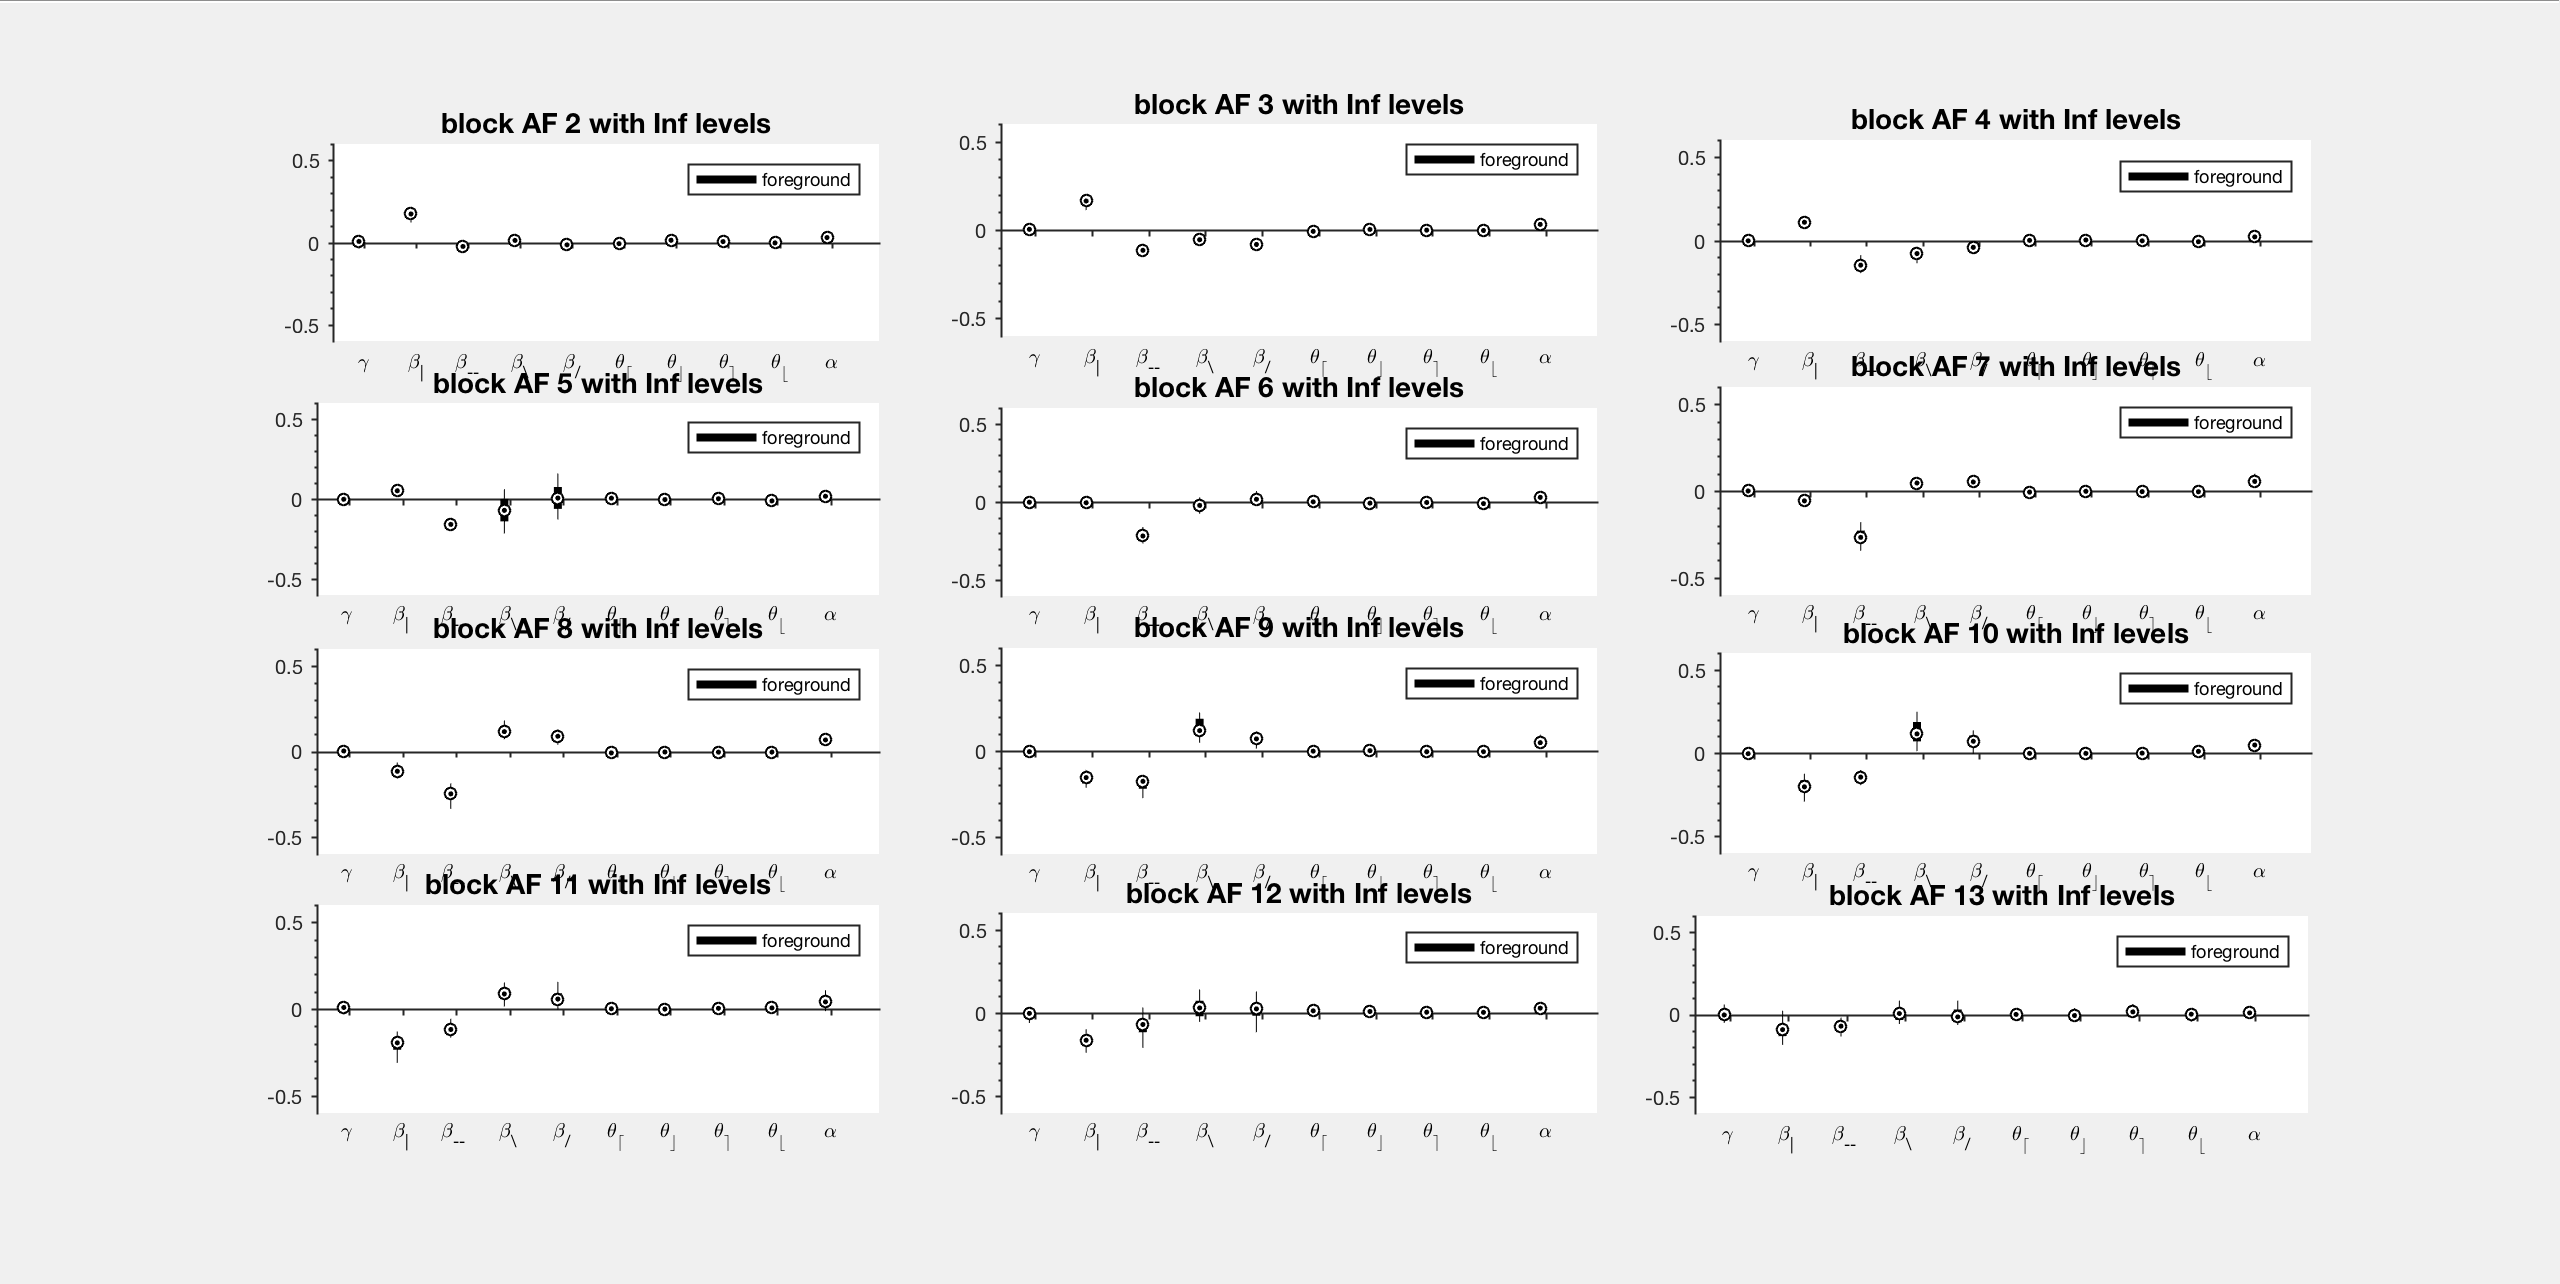 block AF 2 with Inf levels
0.5
0
-0.5
foreground
γ β| β-- β\ β/ θ⌈ θ⌋ θ⌉ θ⌊ α
block AF 3 with Inf levels
0.5
0
-0.5
foreground
γ β| β-- β\ β/ θ⌈ θ⌋ θ⌉ θ⌊ α
block AF 4 with Inf levels
0.5
0
-0.5
foreground
γ β| β β\ β/ θ⌈ θ⌋ θ⌉ θ⌊ α
block AF 5 with Inf levels
0.5
0
-0.5
foreground
γ β| β β\ β/ θ⌈ θ⌋ θ⌉ θ⌊ α
block AF 6 with Inf levels
0.5
0
-0.5
foreground
γ β| β-- β\ β/ θ⌈ θ⌋ θ⌉ θ⌊ α
block AF 7 with Inf levels
0.5
0
-0.5
foreground
γ β| β-- β\ β/ θ⌈ θ⌋ θ⌉ θ⌊ α
block AF 8 with Inf levels
0.5
0
-0.5
foreground
γ β| β β\ β/ θ⌈ θ⌋ θ⌉ θ⌊ α
block AF 9 with Inf levels
0.5
0
-0.5
foreground
γ β| β-- β\ β/ θ⌈ θ⌋ θ⌉ θ⌊ α
block AF 10 with Inf levels
0.5
0
-0.5
foreground
γ β| β-- β\ β/ θ⌈ θ⌋ θ⌉ θ⌊ α
block AF 11 with Inf levels
0.5
0
-0.5
foreground
γ β| β-- β\ β/ θ⌈ θ⌋ θ⌉ θ⌊ α
block AF 12 with Inf levels
0.5
0
-0.5
foreground
γ β| β-- β\ β/ θ⌈ θ⌋ θ⌉ θ⌊ α
block AF 13 with Inf levels
0.5
0
-0.5
foreground
γ β| β-- β\ β/ θ⌈ θ⌋ θ⌉ θ⌊ α